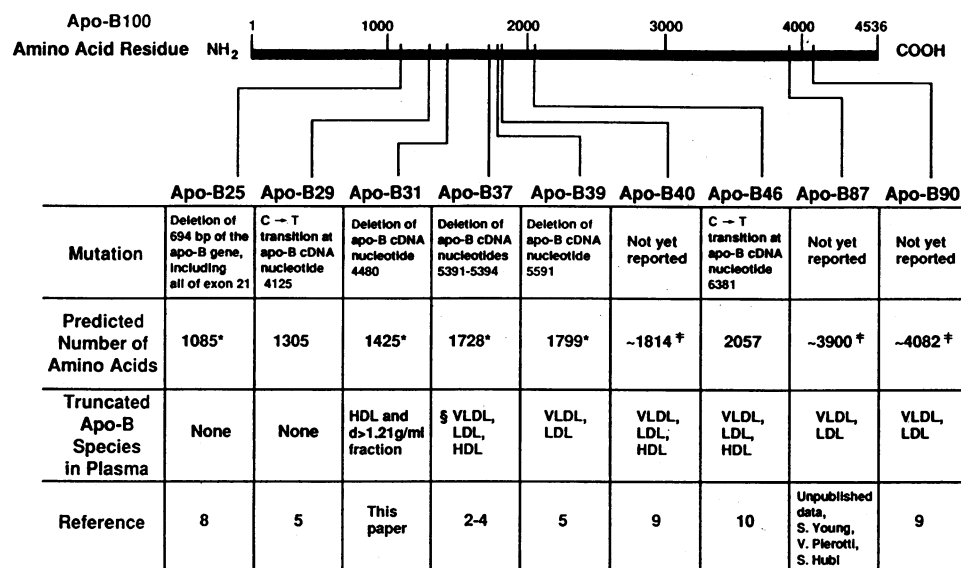 Apo-B100
Amino Acid Residue
NH2
1
1000
2000
3000
4000
4536
COOH
Apo-B25
Apo-B29
Apo-B31
Apo-B37
Apo-B39
Apo-B40
Apo-B46
Apo-B87
Apo-B90
Mutation
Deletion of
694 bp of the
apo-B gene,
including
all of exon 21
C → T
transition at
apo-B cDNA
nucleotide
4125
Deletion of
apo-B cDNA
nucleotide
4480
Deletion of
apo-B cDNA
nucleotides
5391-5394
Deletion of
apo-B cDNA
nucleotide
5591
Not yet
reported
C → T
transition at
apo-B cDNA
nucleotide
6381
Not yet
reported
Not yet
reported
Predicted
Number of
Amino Acids
1085*
1305
1425*
1728*
1799*
~1814 ‡
2057
~3900 ‡
~4082 ‡
Truncated
Apo-B
Species
in Plasma
None
None
HDL and
d>1.21g/ml
fraction
§ VLDL,
LDL,
HDL
VLDL,
LDL
VLDL,
LDL,
HDL
VLDL,
LDL,
HDL
VLDL,
LDL
VLDL,
LDL
Reference
8
5
This
paper
2-4
5
9
10
Unpublished
data,
S. Young,
V. Pierotti,
S. Hubl
9